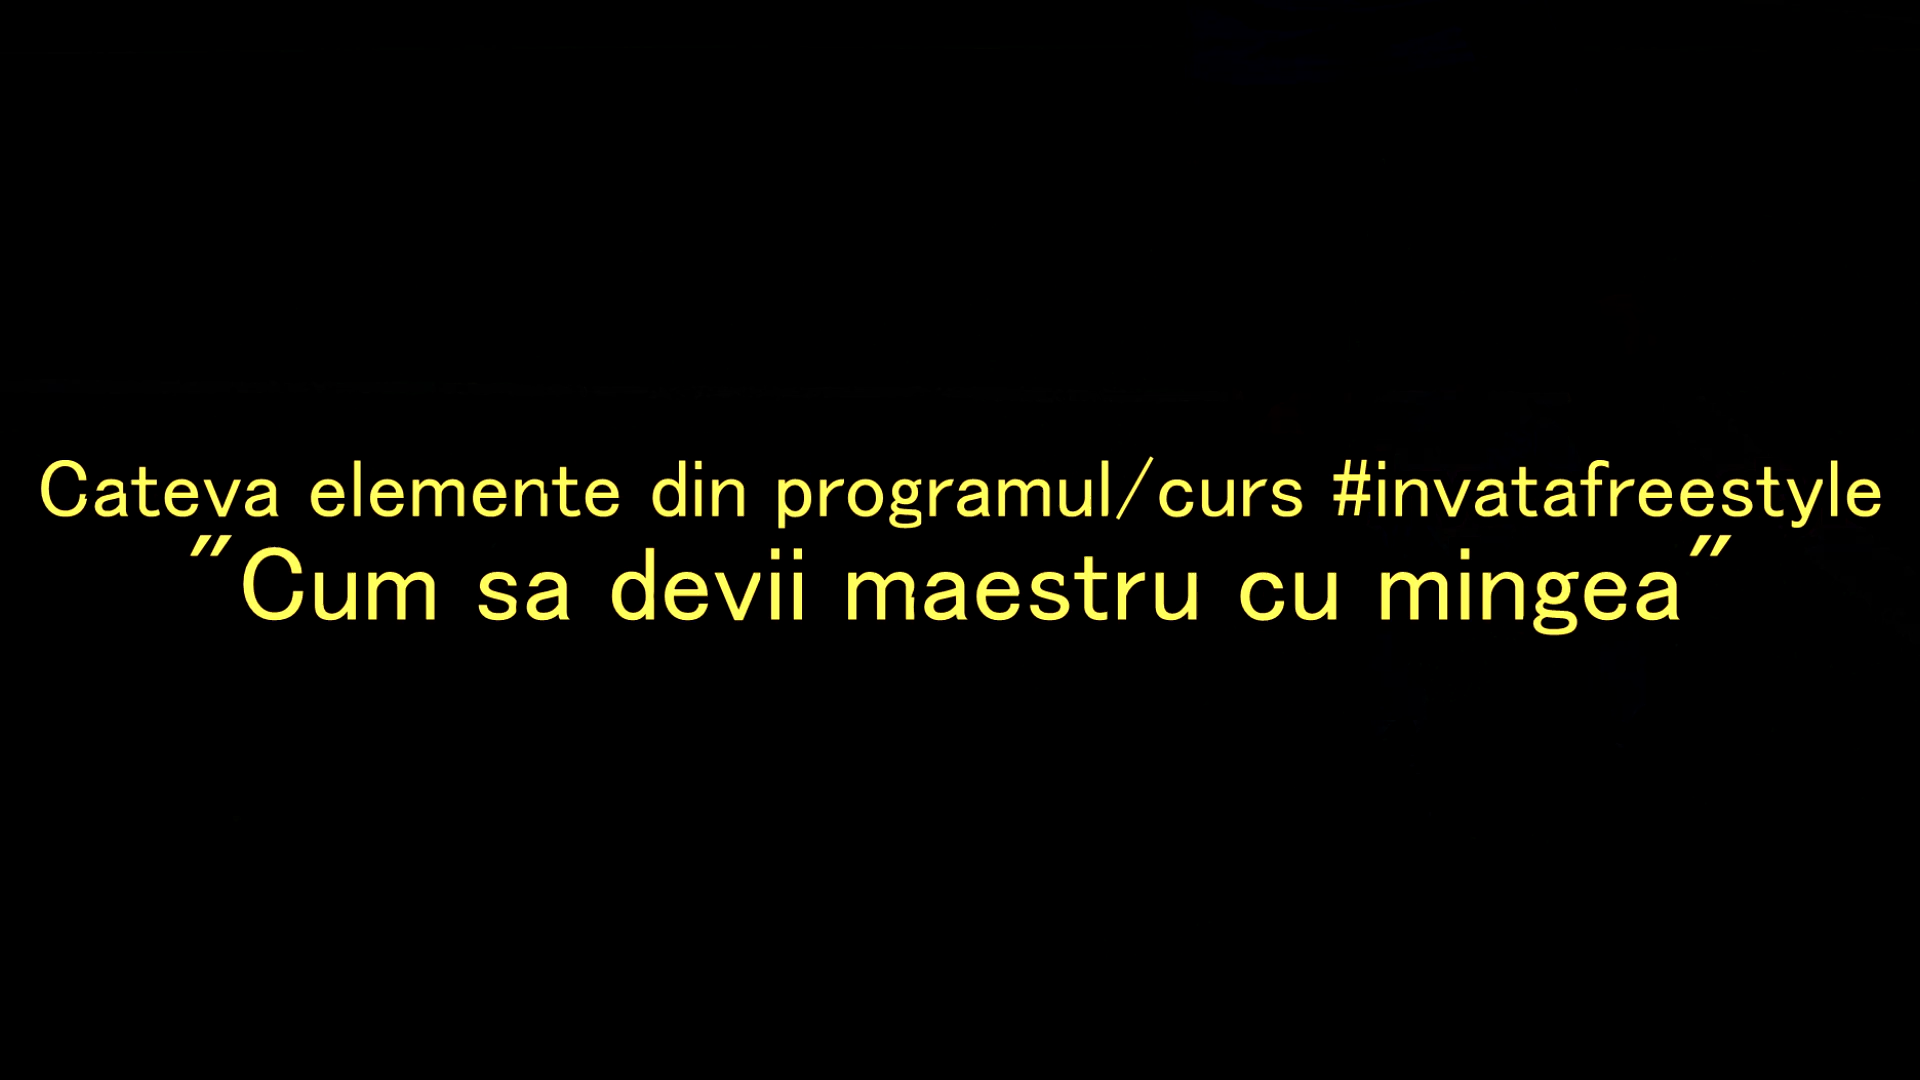 Cateva elemente din programul/curs #invatafreestyle
"Cum sa devii maestru cu mingea"